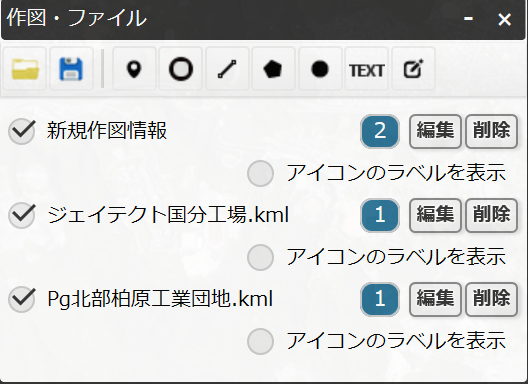 作図・ファイル
TEXT
新規作図情報 2 編集 削除
アイコンのラベルを表示
ジェイテクト国分工場.kml 1 編集 削除
アイコンのラベルを表示
Pg北部柏原工業団地.kml 1 編集 削除
アイコンのラベルを表示